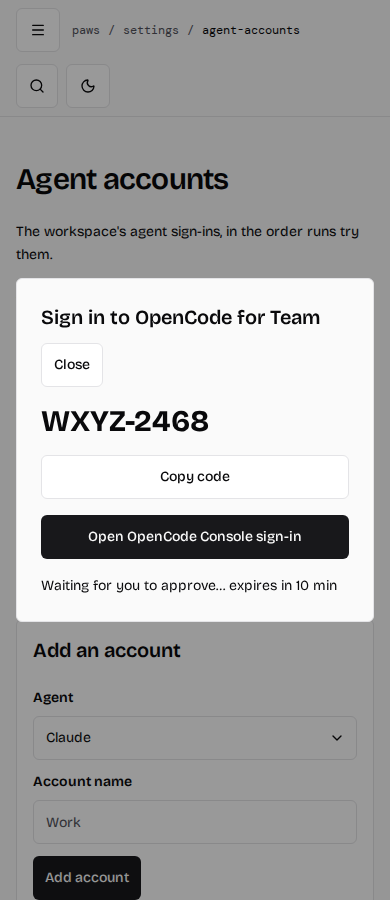 paws / settings / agent-accounts
Agent accounts
The workspace's agent sign-ins, in the order runs try
them.
Sign in to OpenCode for Team
Close
WXYZ-2468
Copy code
Open OpenCode Console sign-in
Waiting for you to approve... expires in 10 min
Add an account
Agent
Claude
Account name
Work
Add account